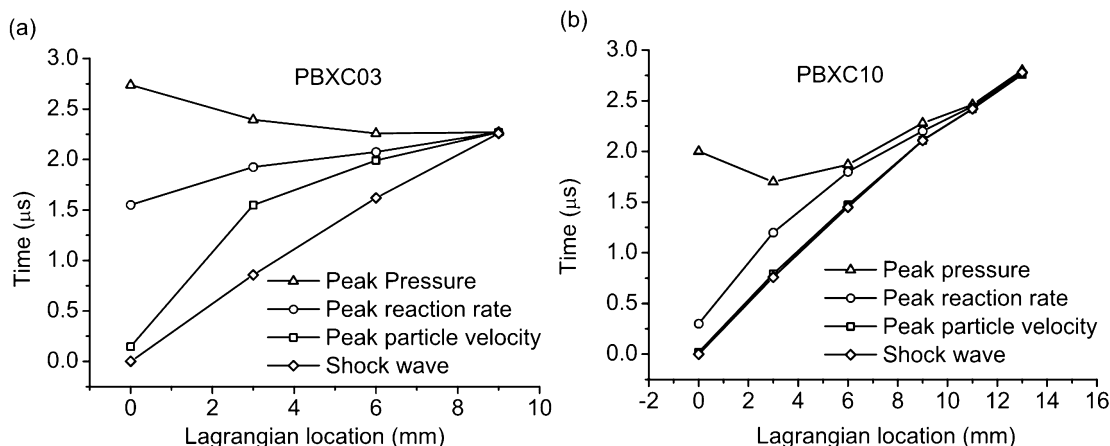 (a)
PBXC03
3.0
2.5
2.0
1.5
1.0
0.5
0.0
Time (μs)
Peak Pressure
Peak reaction rate
Peak particle velocity
Shock wave
0 2 4 6 8 10
Lagrangian location (mm)
(b)
PBXC10
3.0
2.5
2.0
1.5
1.0
0.5
0.0
Time (μs)
Peak pressure
Peak reaction rate
Peak particle velocity
Shock wave
-2 0 2 4 6 8 10 12 14 16
Lagrangian location (mm)